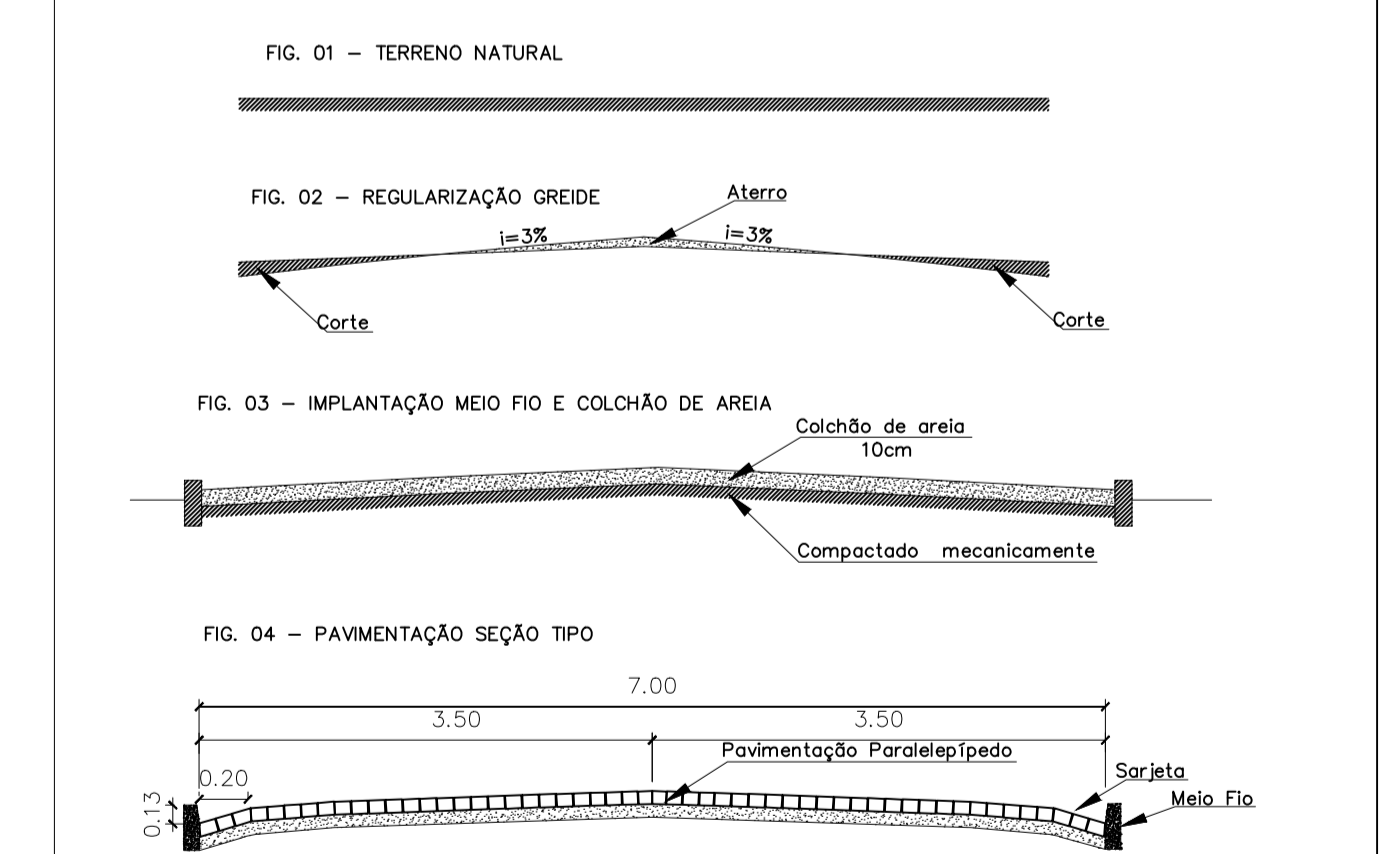 FIG. 01 – TERRENO NATURAL
FIG. 02 – REGULARIZAÇÃO GREIDE
Aterro
i=3%
i=3%
Corte
Corte
FIG. 03 – IMPLANTAÇÃO MEIO FIO E COLCHÃO DE AREIA
Colchão de areia
10cm
Compactado mecanicamente
FIG. 04 – PAVIMENTAÇÃO SEÇÃO TIPO
7.00
3.50
3.50
Pavimentação Paralelepípedo
0.20
0.13
Sarjeta
Meio Fio